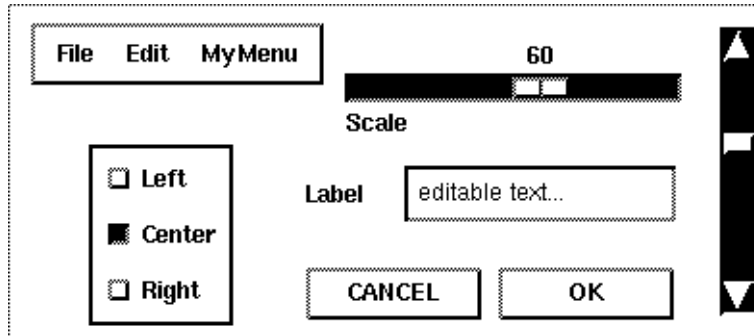 File Edit MyMenu
60
Scale
Left
Center
Right
Label
editable text...
CANCEL
OK